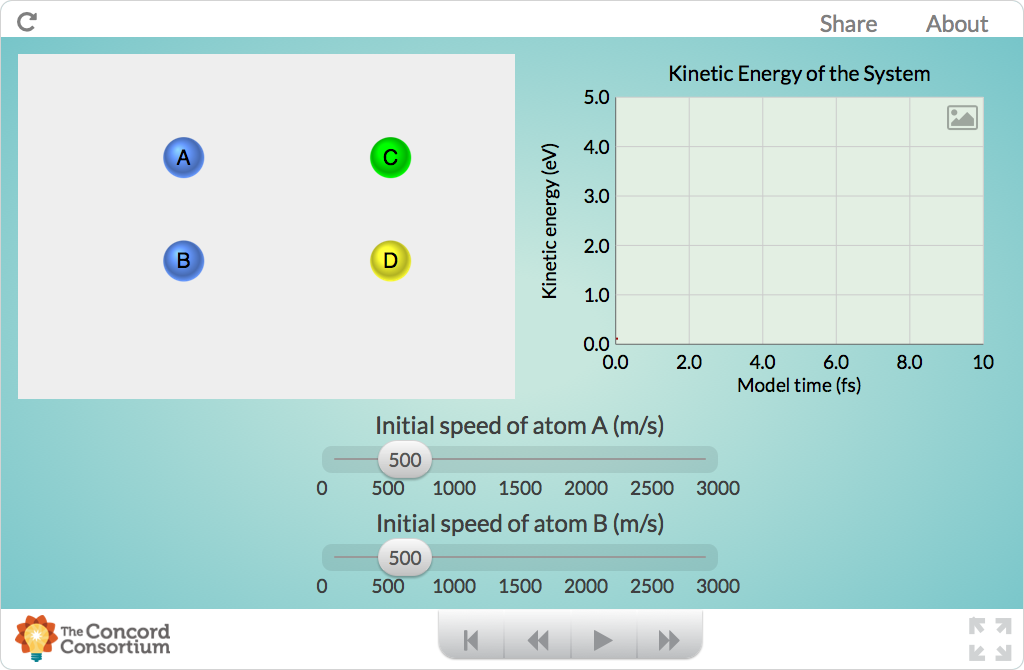 Share About
A
C
B
D
Kinetic Energy of the System
Kinetic energy (eV)
5.0
4.0
3.0
2.0
1.0
0.0
0.0 2.0 4.0 6.0 8.0 10
Model time (fs)
Initial speed of atom A (m/s)
500
0 500 1000 1500 2000 2500 3000
Initial speed of atom B (m/s)
500
0 500 1000 1500 2000 2500 3000
The Concord
Consortium